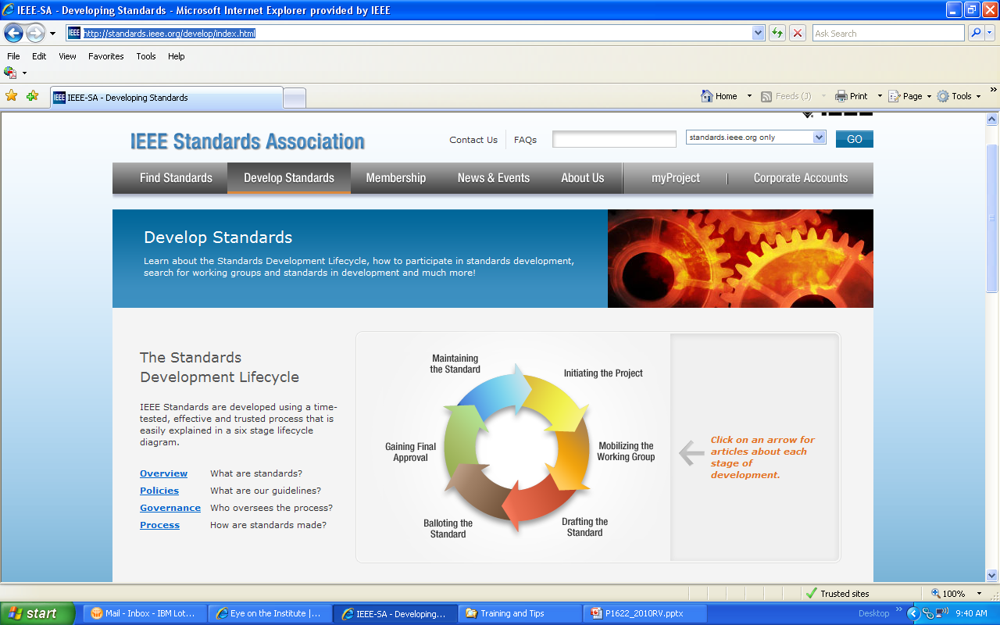 IEEE-SA - Developing Standards - Microsoft Internet Explorer provided by IEEE
IEEE http://standards.ieee.org/develop/index.html
Ask Search
File Edit View Favorites Tools Help
IEEE IEEE-SA - Developing Standards
Home Feeds (J) Print Page Tools
IEEE Standards Association
Contact Us FAQs
standards.ieee.org only
GO
Find Standards Develop Standards Membership News & Events About Us myProject Corporate Accounts
Develop Standards
Learn about the Standards Development Lifecycle, how to participate in standards development,
search for working groups and standards in development and much more!
The Standards
Development Lifecycle
IEEE Standards are developed using a time-
tested, effective and trusted process that is
easily explained in a six stage lifecycle
diagram.
Overview What are standards?
Policies What are our guidelines?
Governance Who oversees the process?
Process How are standards made?
Maintaining
the Standard
Initiating the Project
Mobilizing the
Working Group
Drafting the
Standard
Balloting the
Standard
Gaining Final
Approval
Click on an arrow for
articles about each
stage of
development.
Trusted sites
100%
start
Mail - Inbox - IBM Lot...
Eye on the Institute |...
IEEE-SA - Developing...
Training and Tips
P1622_2010RV.pptx
Desktop
9:40 AM